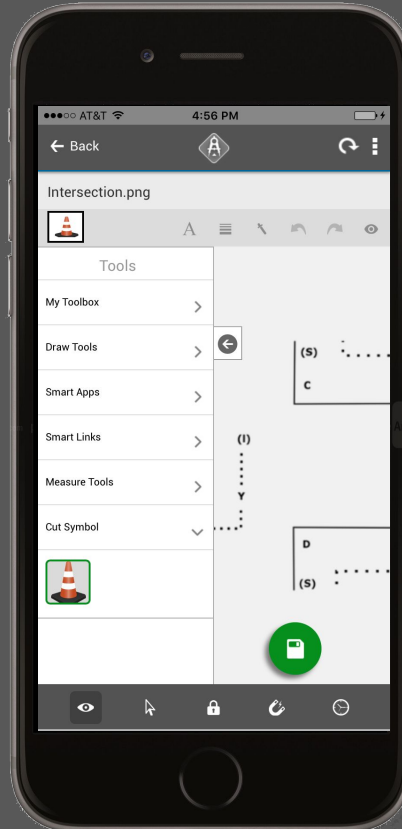 ●●●○○ AT&T 4:56 PM
← Back
Intersection.png
A
Tools
My Toolbox
Draw Tools
Smart Apps
Smart Links
Measure Tools
Cut Symbol
(S)
C
(I)
Y
D
(S)